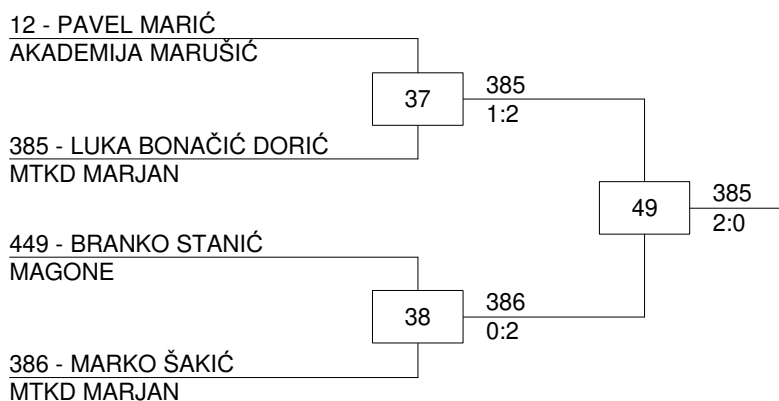 12 - PAVEL MARIĆ
AKADEMIJA MARUŠIĆ
37
385
1:2
385 - LUKA BONAČIĆ DORIĆ
MTKD MARJAN
49
385
2:0
449 - BRANKO STANIĆ
MAGONE
38
386
0:2
386 - MARKO ŠAKIĆ
MTKD MARJAN